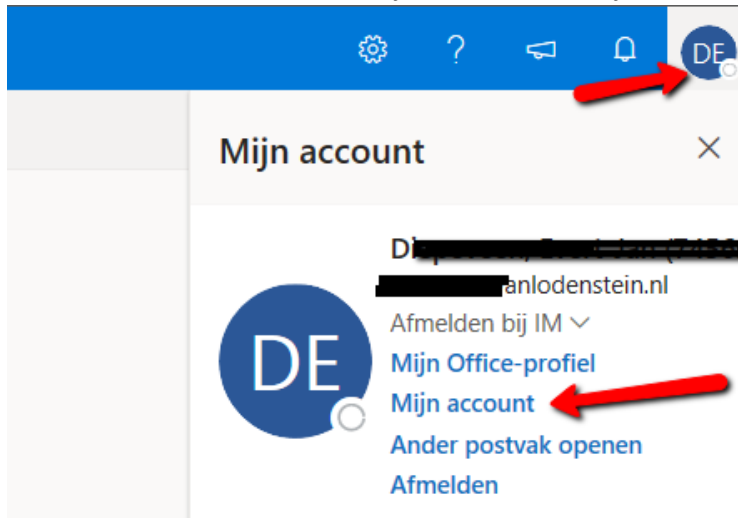 DE
Mijn account
anlodenstein.nl
DE
Afmelden bij IM
Mijn Office-profiel
Mijn account
Ander postvak openen
Afmelden